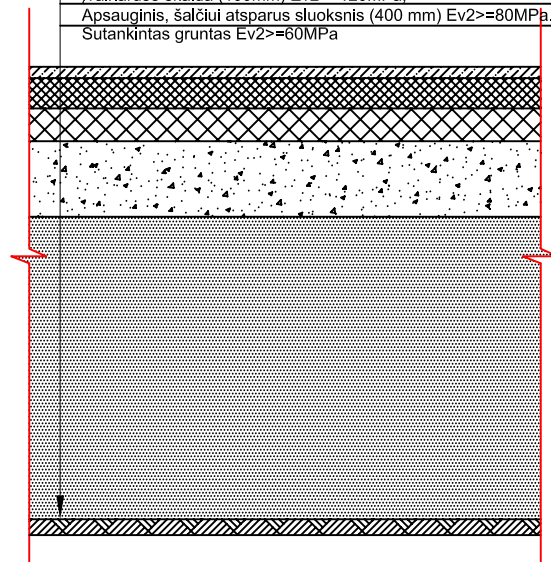 Apsauginis, šalčiui atsparus sluoksnis (400 mm) Ev2>=80MPa.
Sutankintas gruntas Ev2>=60MPa